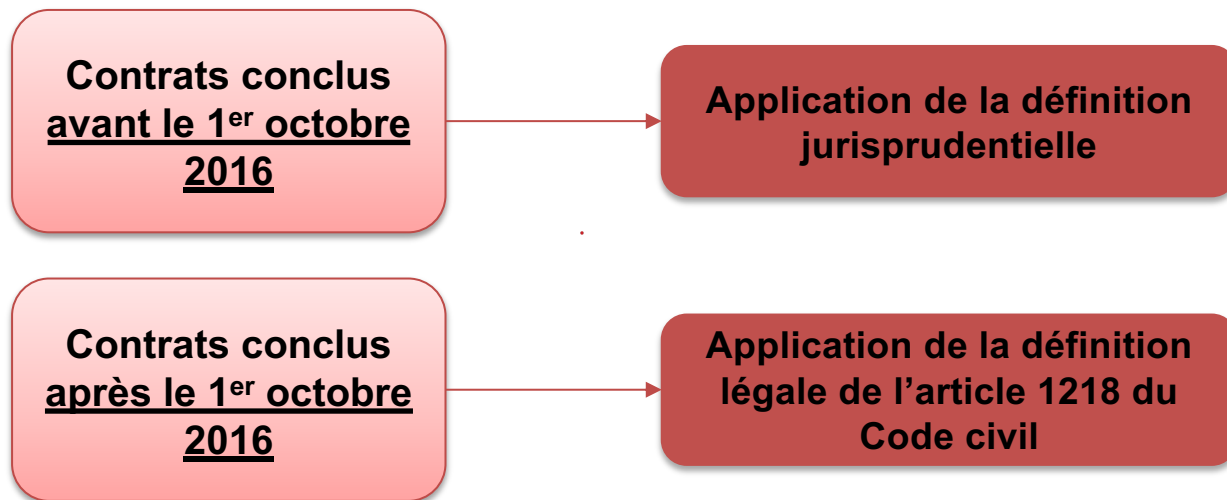 Contrats conclus
avant le 1er octobre
2016
Application de la définition
jurisprudentielle
Contrats conclus
après le 1er octobre
2016
Application de la définition
légale de l’article 1218 du
Code civil